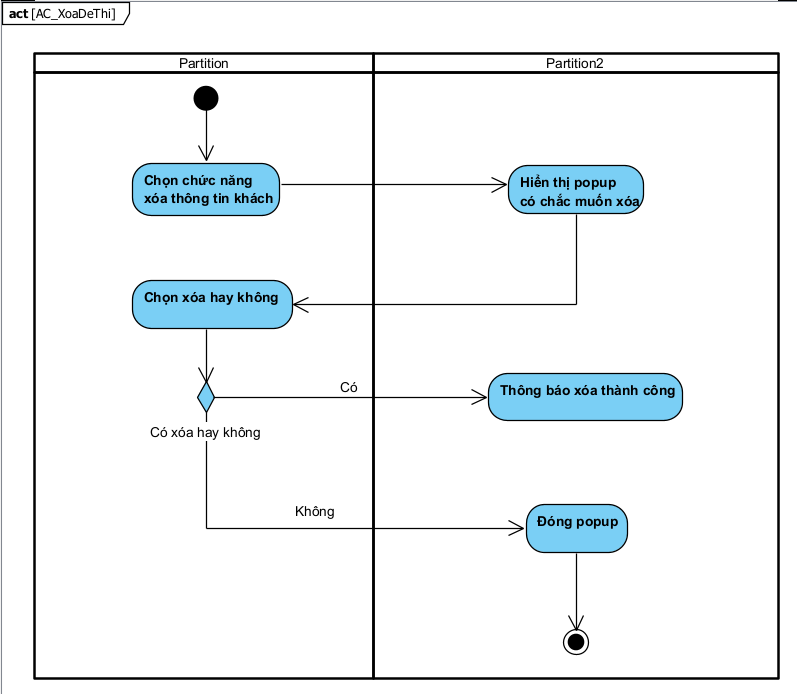 act [AC_XoaDeThi]
Partition
Partition2
Chọn chức năng
xóa thông tin khách
Hiển thị popup
có chắc muốn xóa
Chọn xóa hay không
Có
Thông báo xóa thành công
Có xóa hay không
Không
Đóng popup